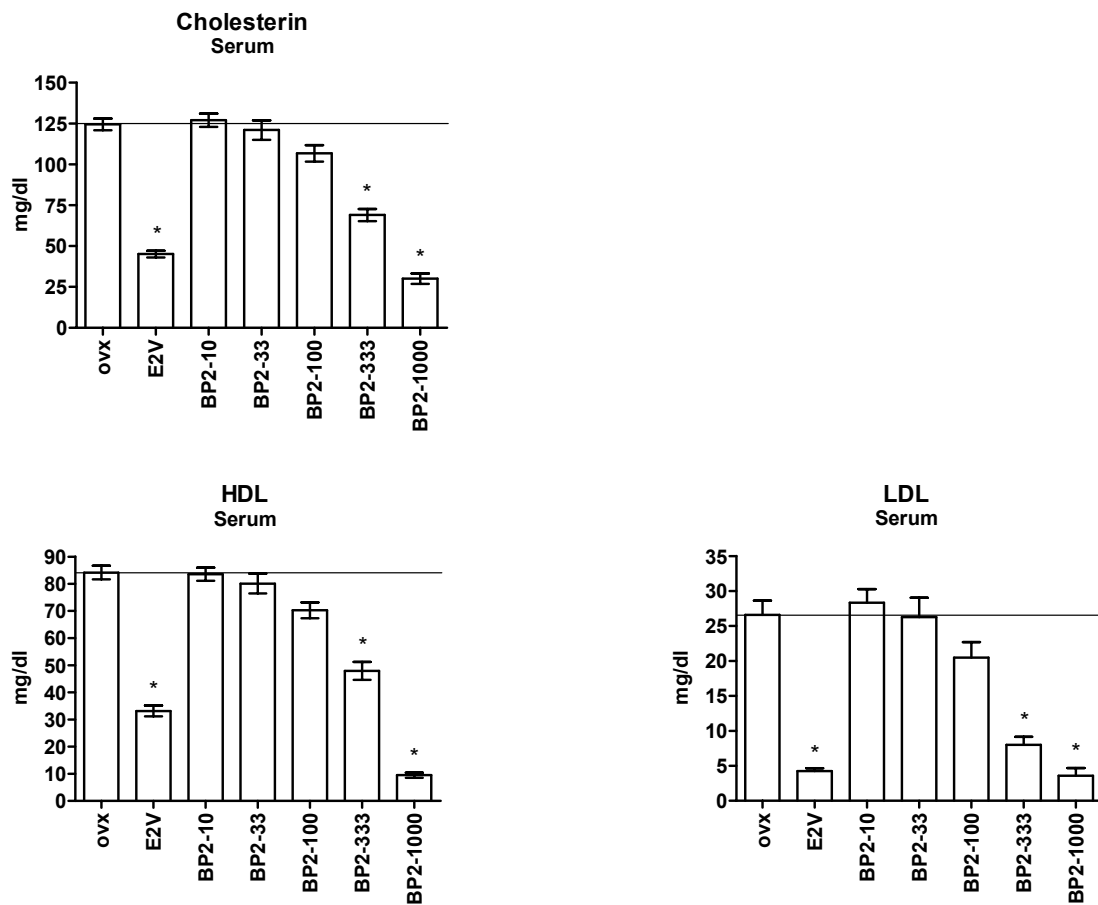 Cholesterin
Serum
mg/dl
150
125
100
75
50
25
0
*
*
*
ovx
E2V
BP2-10
BP2-33
BP2-100
BP2-333
BP2-1000
HDL
Serum
mg/dl
90
80
70
60
50
40
30
20
10
0
*
*
*
ovx
E2V
BP2-10
BP2-33
BP2-100
BP2-333
BP2-1000
LDL
Serum
mg/dl
35
30
25
20
15
10
5
0
*
*
*
ovx
E2V
BP2-10
BP2-33
BP2-100
BP2-333
BP2-1000